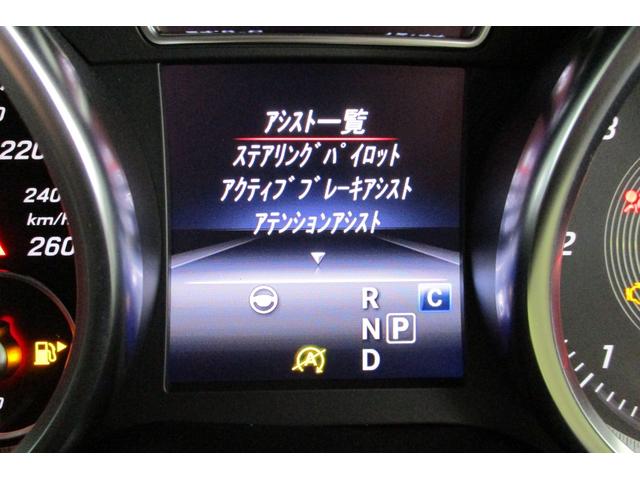 アシスト一覧
ステアリングパイロット
アクティブブレーキアシスト
アテンションアシスト
220
240
km/h
260
R
C
N
P
A
D
3
2
1